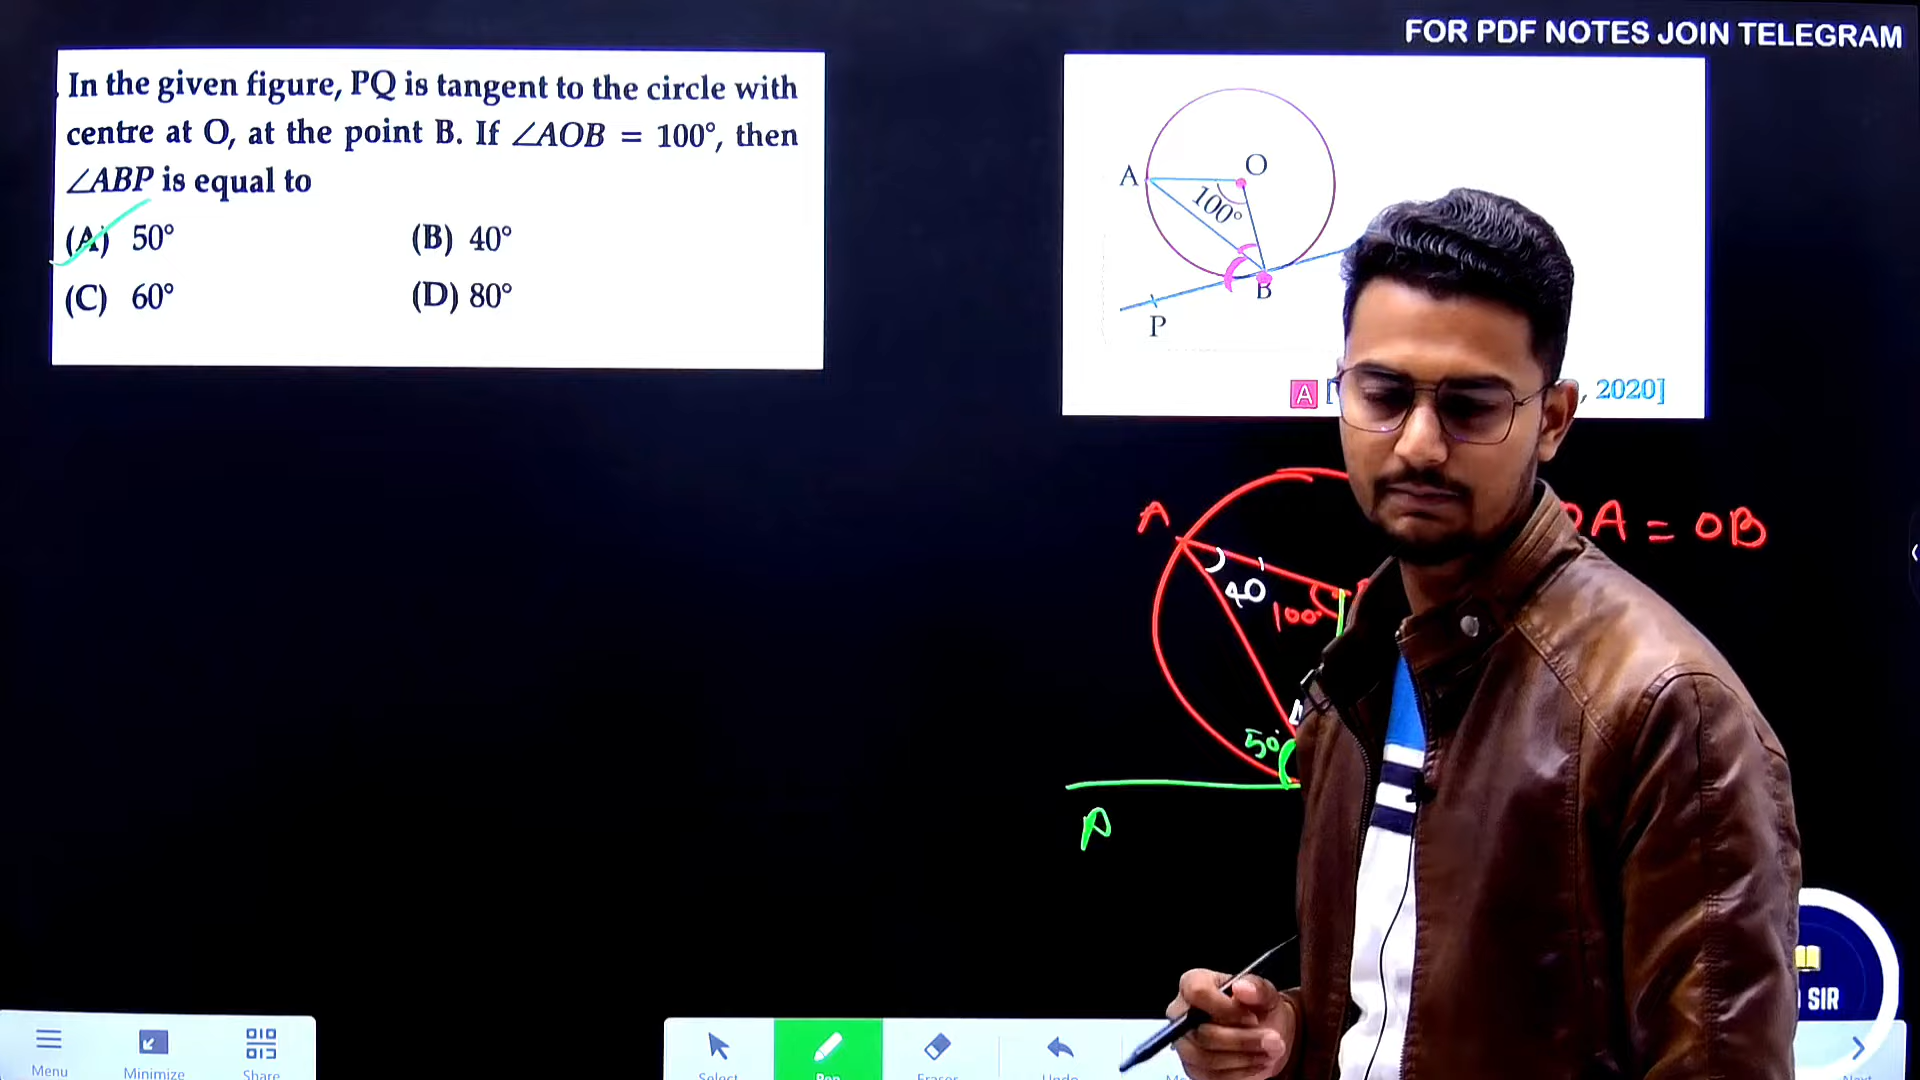 FOR PDF NOTES JOIN TELEGRAM
In the given figure, PQ is tangent to the circle with
centre at O, at the point B. If ∠AOB = 100°, then
∠ABP is equal to
(A) 50° (B) 40°
(C) 60° (D) 80°
O
A
100°
B
P
A [
, 2020]
A
A = OB
40
100°
50°
P
SIR
Menu
Minimize
Share
Select
Pen
Eraser
Undo
Next